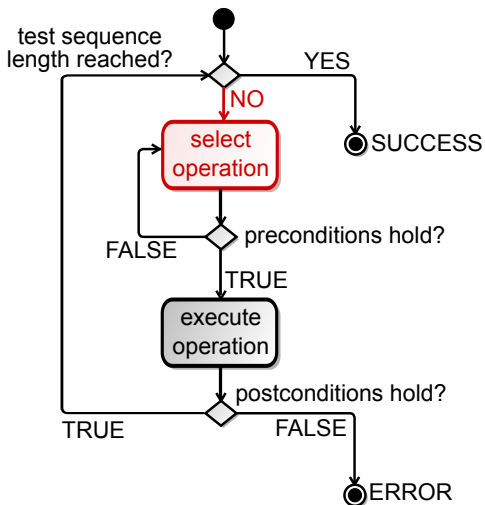 test sequence
length reached?
YES
NO
SUCCESS
select
operation
preconditions hold?
FALSE
TRUE
execute
operation
postconditions hold?
TRUE
FALSE
ERROR